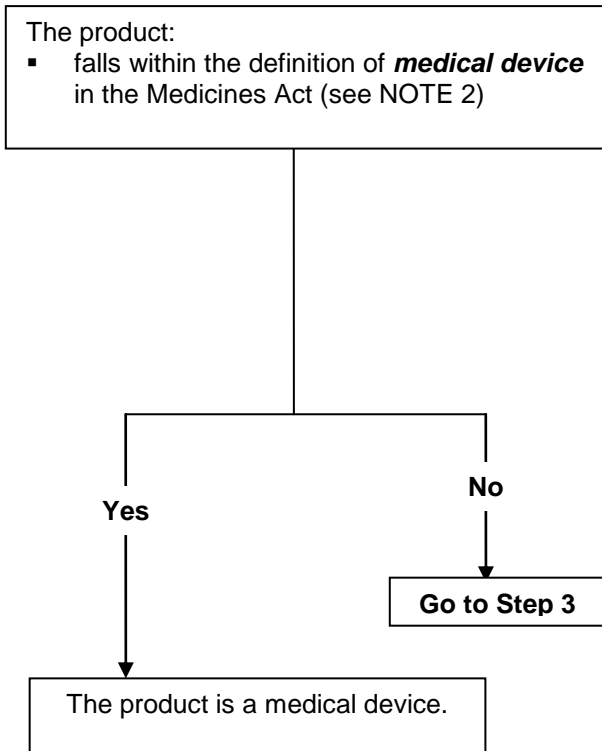 The product:
▪ falls within the definition of medical device
in the Medicines Act (see NOTE 2)
Yes
No
Go to Step 3
The product is a medical device.